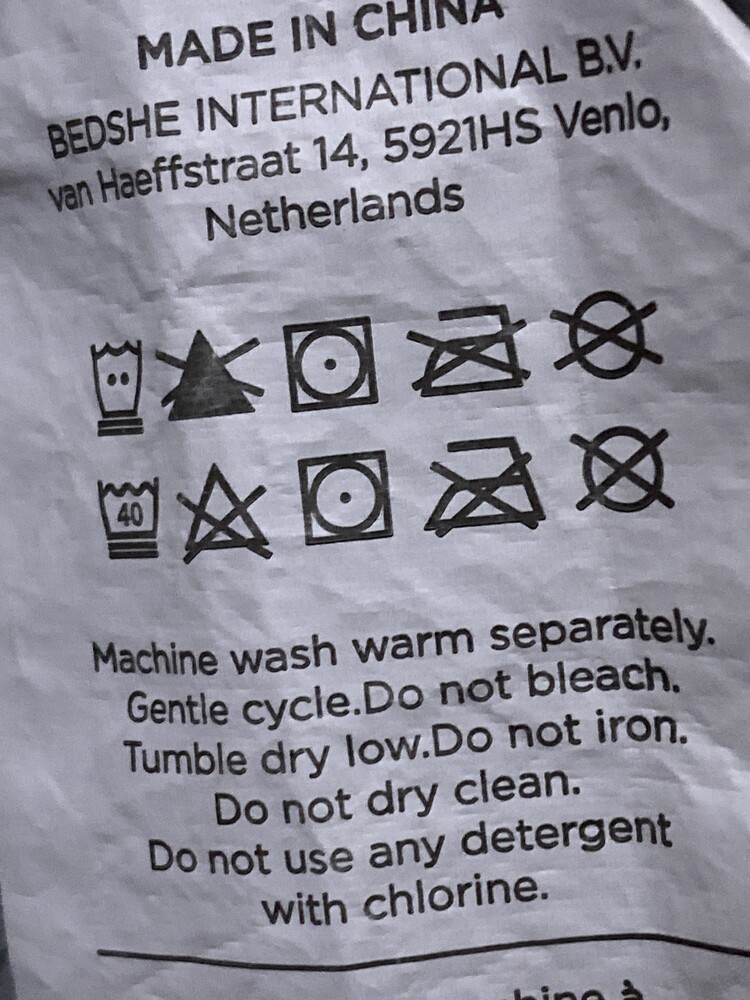 MADE IN CHINA
BEDSHE INTERNATIONAL B.V.
van Haeffstraat 14, 5921HS Venlo,
Netherlands
40
Machine wash warm separately.
Gentle cycle.Do not bleach.
Tumble dry low.Do not iron.
Do not dry clean.
Do not use any detergent
with chlorine.